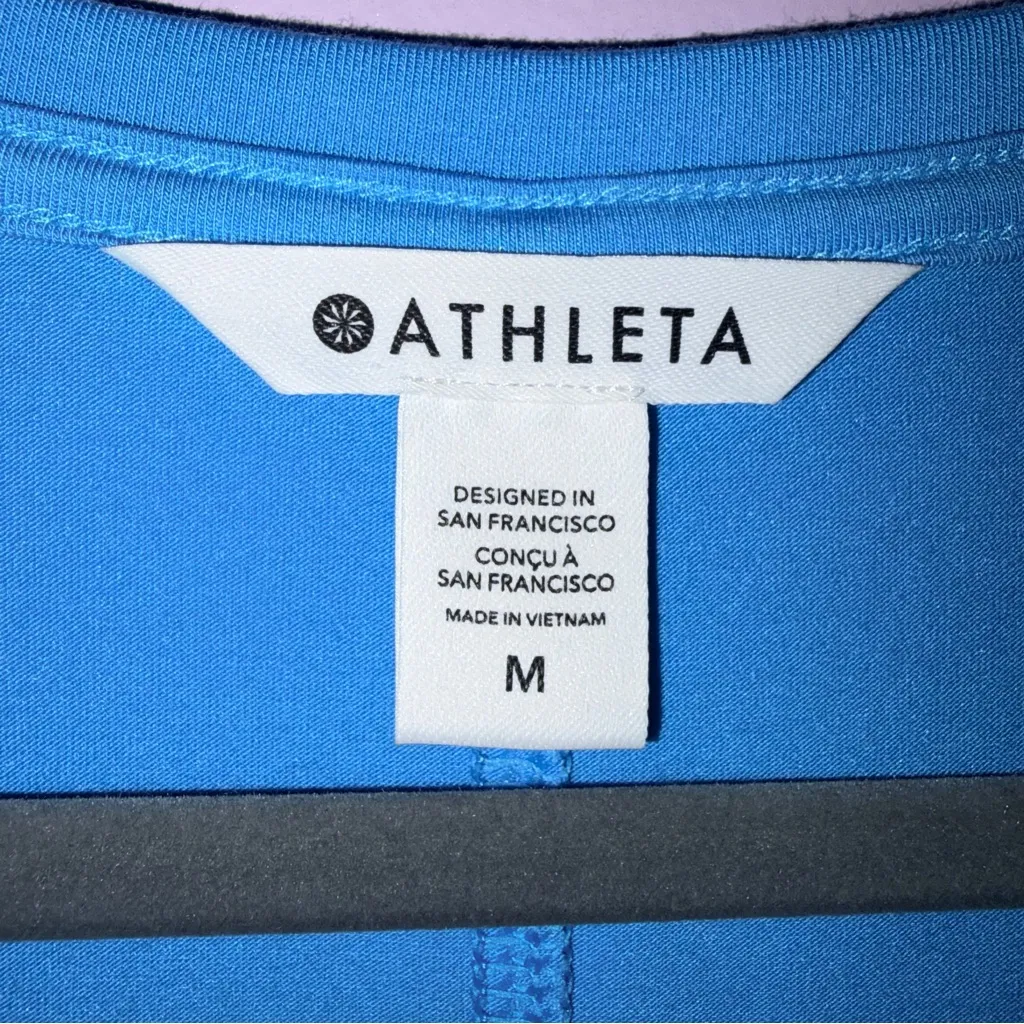 ATHLETA
DESIGNED IN
SAN FRANCISCO
CONÇU À
SAN FRANCISCO
MADE IN VIETNAM
M